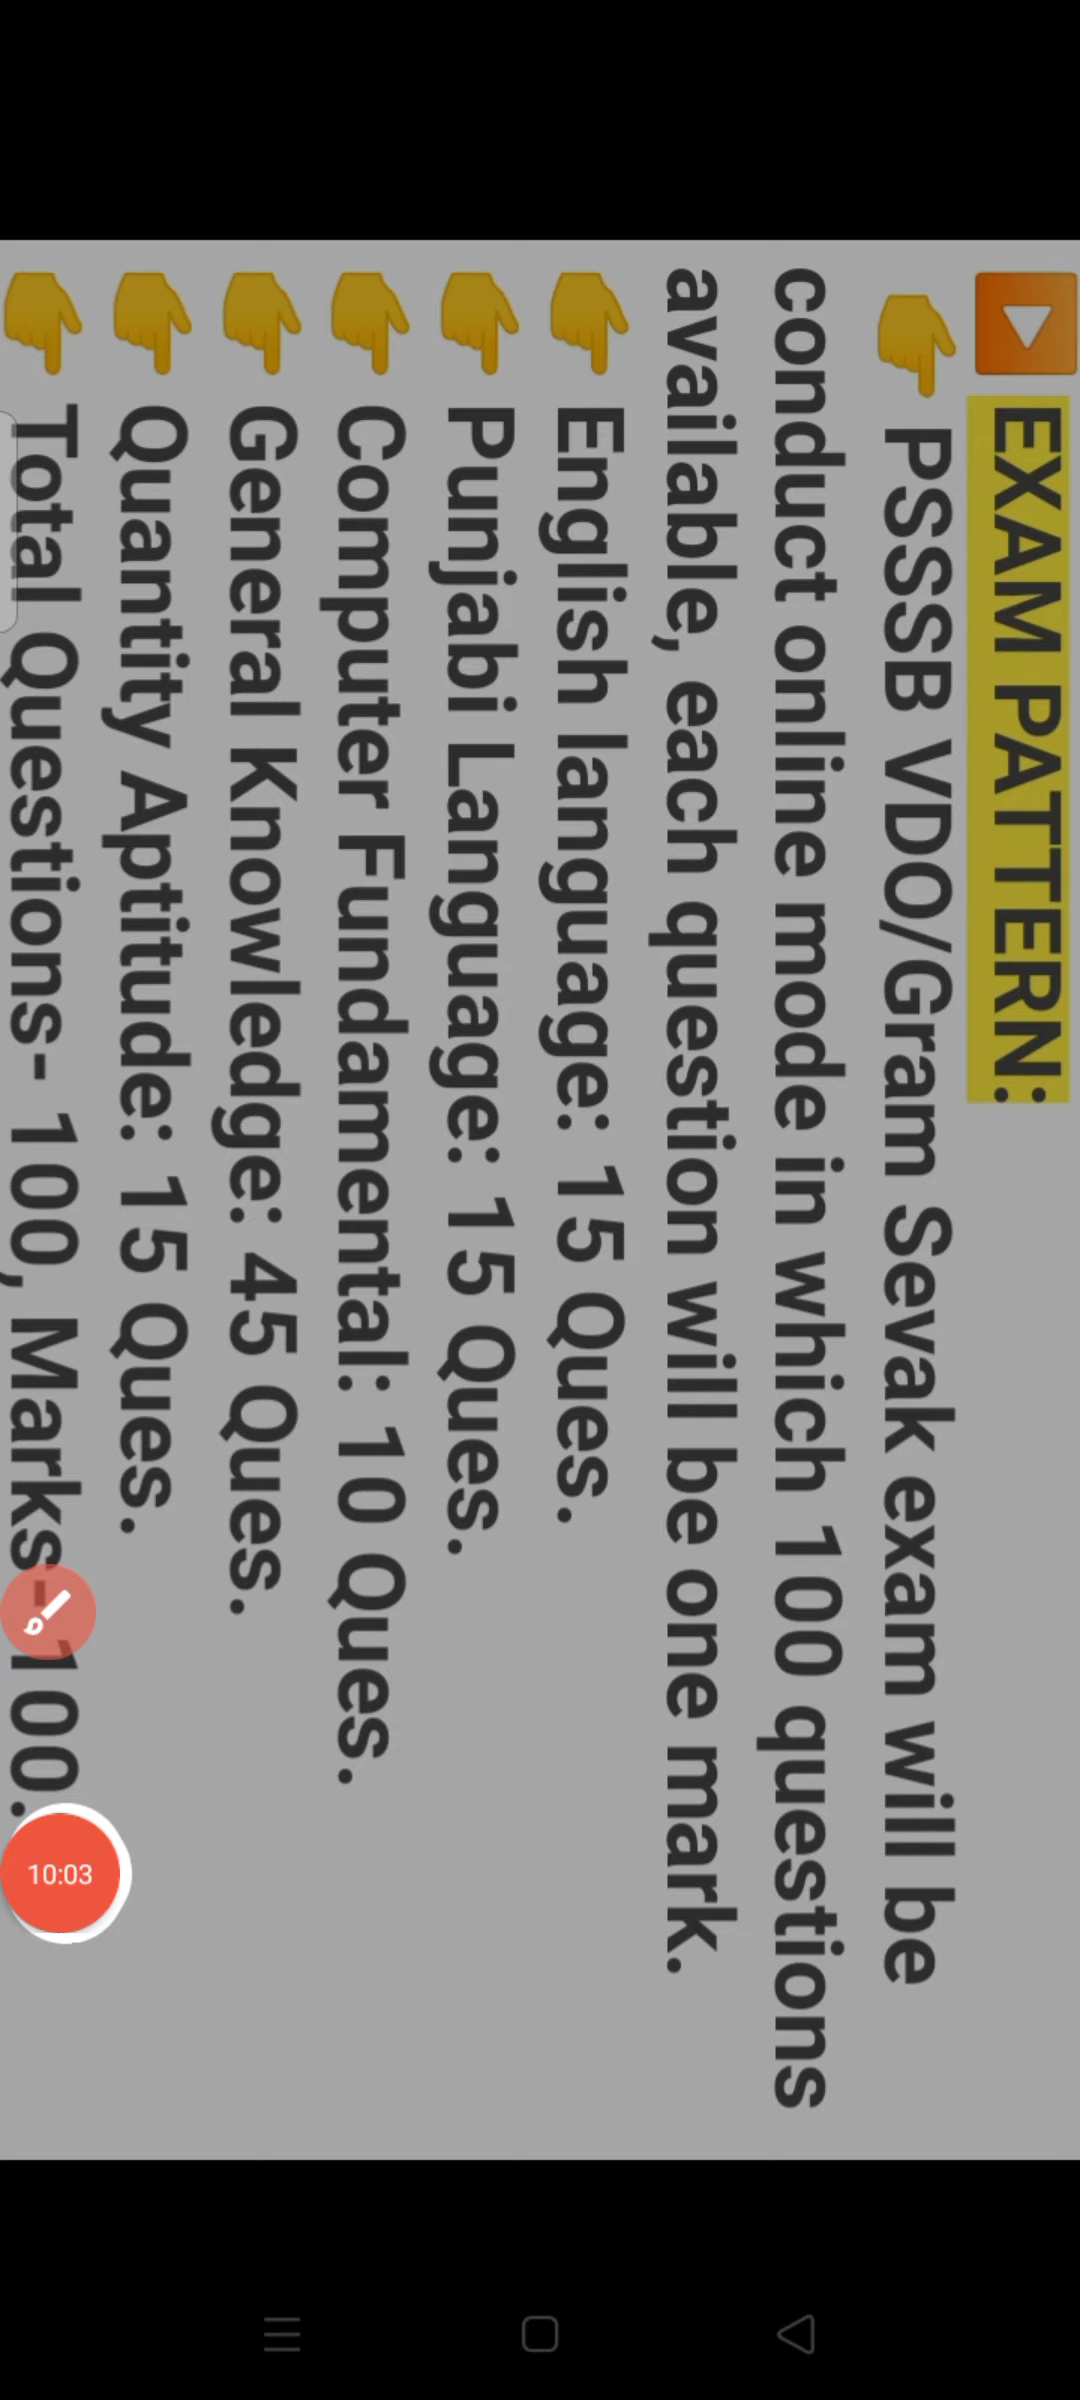 EXAM PATTERN:
PSSSB VDO/Gram Sevak exam will be
conduct online mode in which 100 questions
available, each question will be one mark.
English language: 15 Ques.
Punjabi Language: 15 Ques.
Computer Fundamental: 10 Ques.
General Knowledge: 45 Ques.
Quantity Aptitude: 15 Ques.
Total Questions- 100, Marks- 100.
10:03